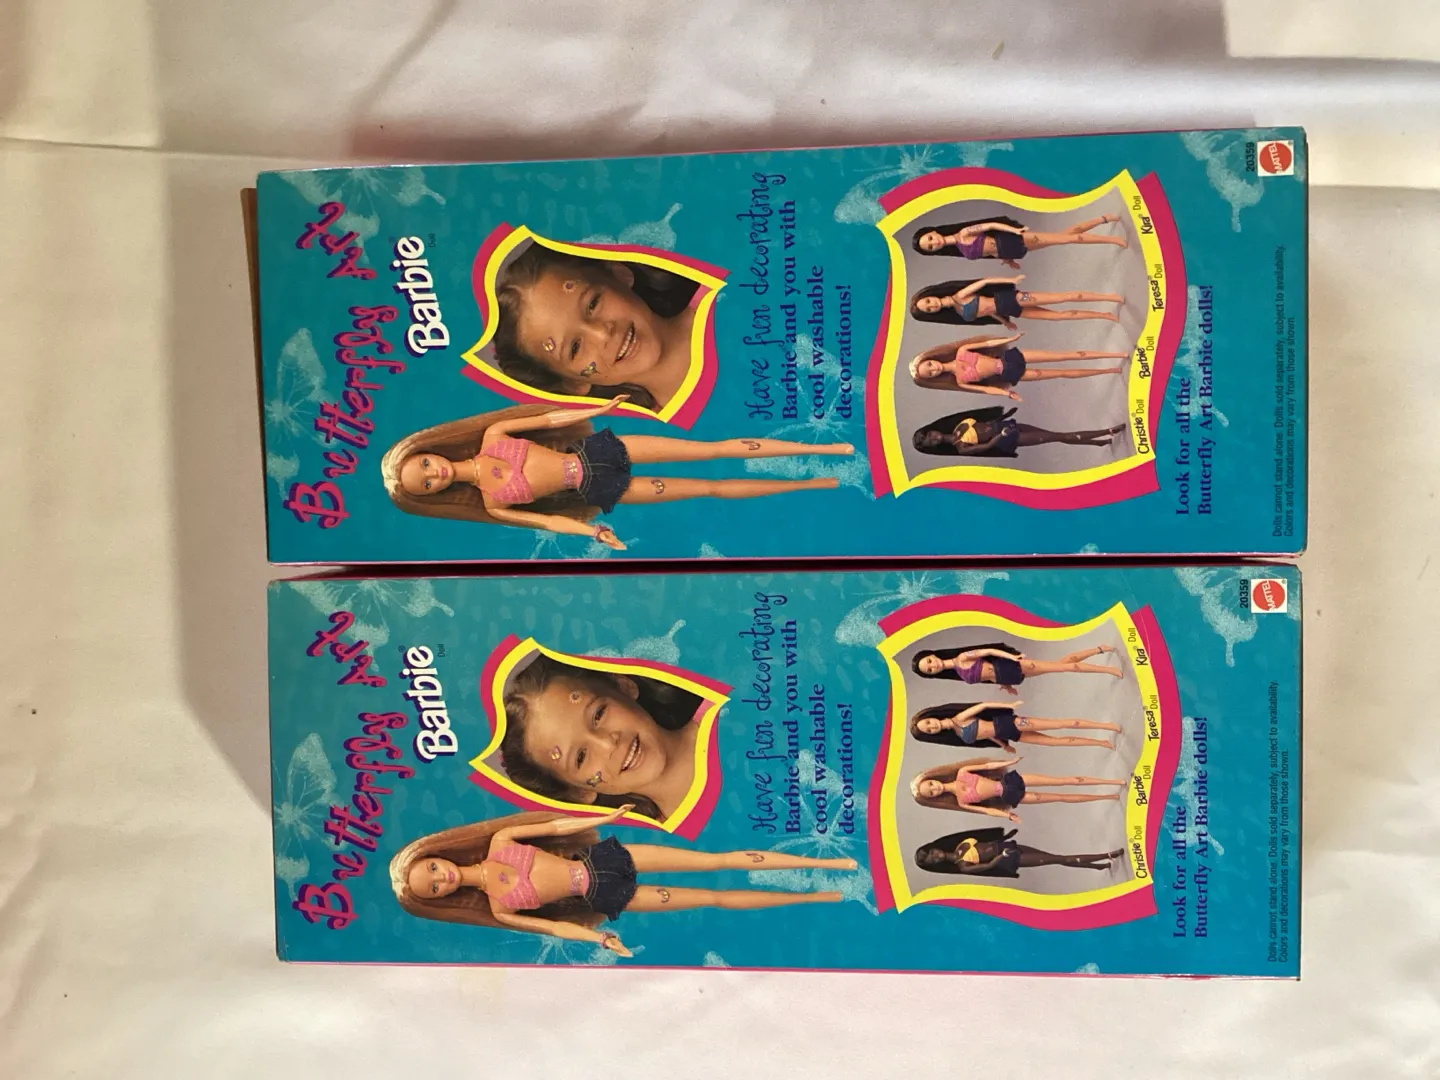 Butterfly Art
Barbie® Doll
Have fun decorating
Barbie® and you with
cool washable
decorations!
Christie® Doll
Barbie® Doll
Teresa® Doll
Kira® Doll
Look for all the
Butterfly Art Barbie® dolls!
Dolls cannot stand alone. Dolls sold separately, subject to availability.
Colors and decorations may vary from those shown.
20359
MATTEL
Butterfly Art
Barbie® Doll
Have fun decorating
Barbie® and you with
cool washable
decorations!
Christie® Doll
Barbie® Doll
Teresa® Doll
Kira® Doll
Look for all the
Butterfly Art Barbie® dolls!
Dolls cannot stand alone. Dolls sold separately, subject to availability.
Colors and decorations may vary from those shown.
20359
MATTEL